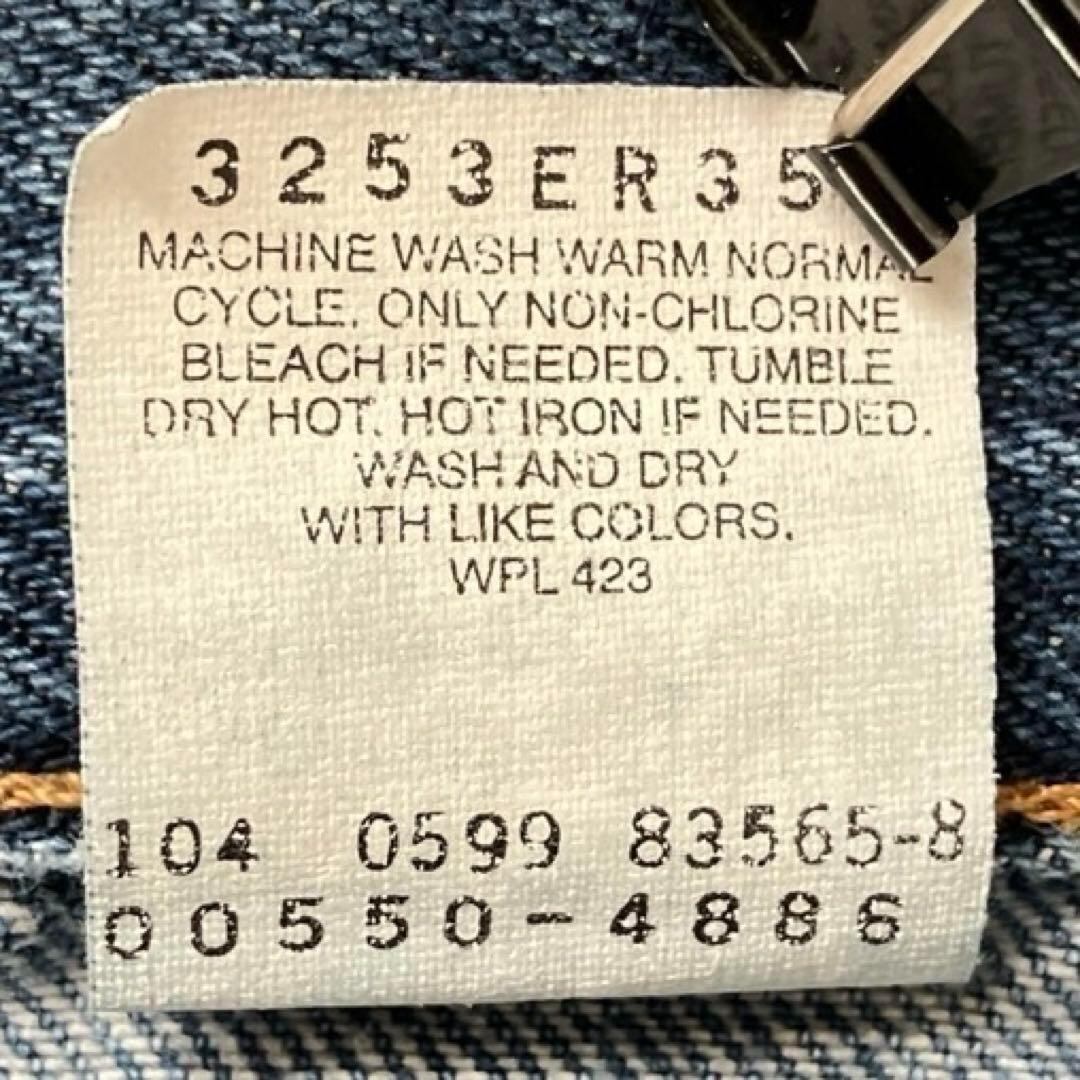 3253ER35
MACHINE WASH WARM NORMAL
CYCLE. ONLY NON-CHLORINE
BLEACH IF NEEDED. TUMBLE
DRY HOT. HOT IRON IF NEEDED.
WASH AND DRY
WITH LIKE COLORS.
WPL 423
104 0599 83565-8
00550-4886